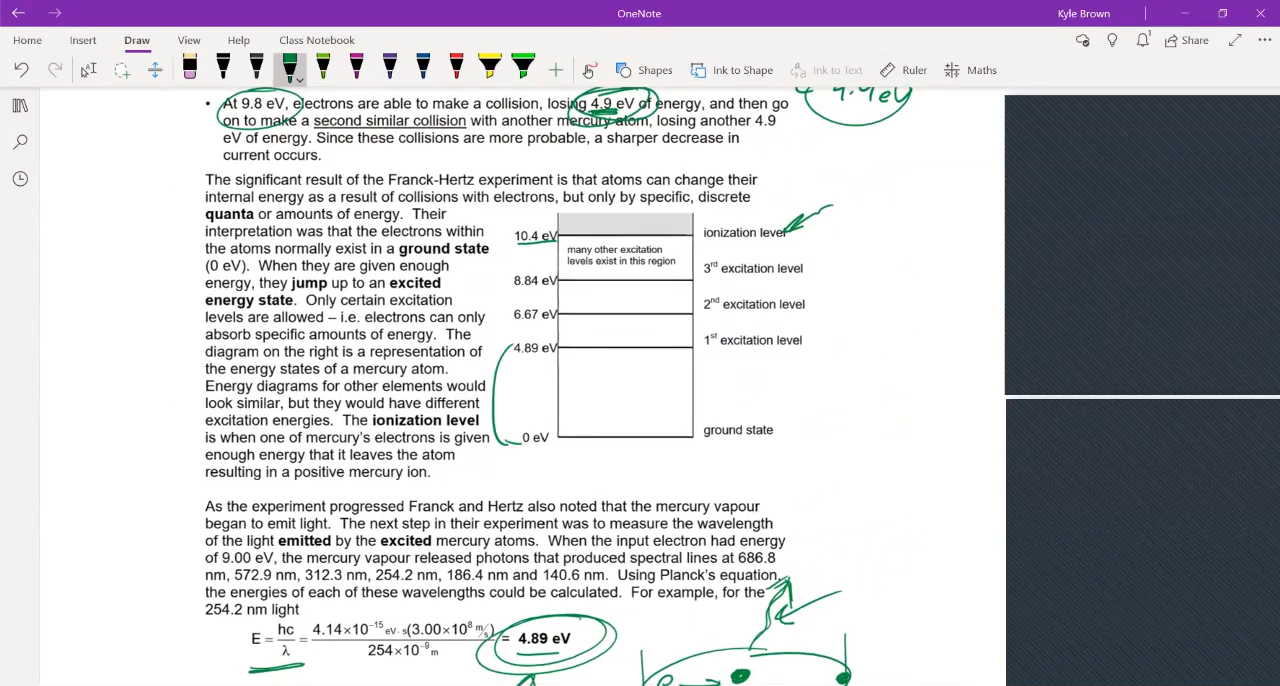 OneNote
Kyle Brown
Home Insert Draw View Help Class Notebook
Share
Shapes Ink to Shape Ink to Text Ruler Maths
4.9eV
• At 9.8 eV, electrons are able to make a collision, losing 4.9 eV of energy, and then go
on to make a second similar collision with another mercury atom, losing another 4.9
eV of energy. Since these collisions are more probable, a sharper decrease in
current occurs.
The significant result of the Franck-Hertz experiment is that atoms can change their
internal energy as a result of collisions with electrons, but only by specific, discrete
quanta or amounts of energy. Their
interpretation was that the electrons within
the atoms normally exist in a ground state
(0 eV). When they are given enough
energy, they jump up to an excited
energy state. Only certain excitation
levels are allowed – i.e. electrons can only
absorb specific amounts of energy. The
diagram on the right is a representation of
the energy states of a mercury atom.
Energy diagrams for other elements would
look similar, but they would have different
excitation energies. The ionization level
is when one of mercury's electrons is given
enough energy that it leaves the atom
resulting in a positive mercury ion.
10.4 eV ionization level
many other excitation
levels exist in this region
3rd excitation level
8.84 eV
2nd excitation level
6.67 eV
1st excitation level
4.89 eV
ground state
0 eV
As the experiment progressed Franck and Hertz also noted that the mercury vapour
began to emit light. The next step in their experiment was to measure the wavelength
of the light emitted by the excited mercury atoms. When the input electron had energy
of 9.00 eV, the mercury vapour released photons that produced spectral lines at 686.8
nm, 572.9 nm, 312.3 nm, 254.2 nm, 186.4 nm and 140.6 nm. Using Planck's equation,
the energies of each of these wavelengths could be calculated. For example, for the
254.2 nm light
E = hc/λ = 4.14×10⁻¹⁵ eV·s(3.00×10⁸ m/s) / 254×10⁻⁹ m = 4.89 eV